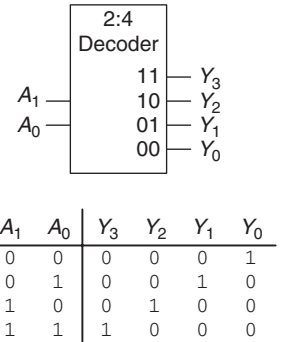 2:4
Decoder
11 Y3
A1 10 Y2
A0 01 Y1
00 Y0
A1 A0 Y3 Y2 Y1 Y0
0 0 0 0 0 1
0 1 0 0 1 0
1 0 0 1 0 0
1 1 1 0 0 0